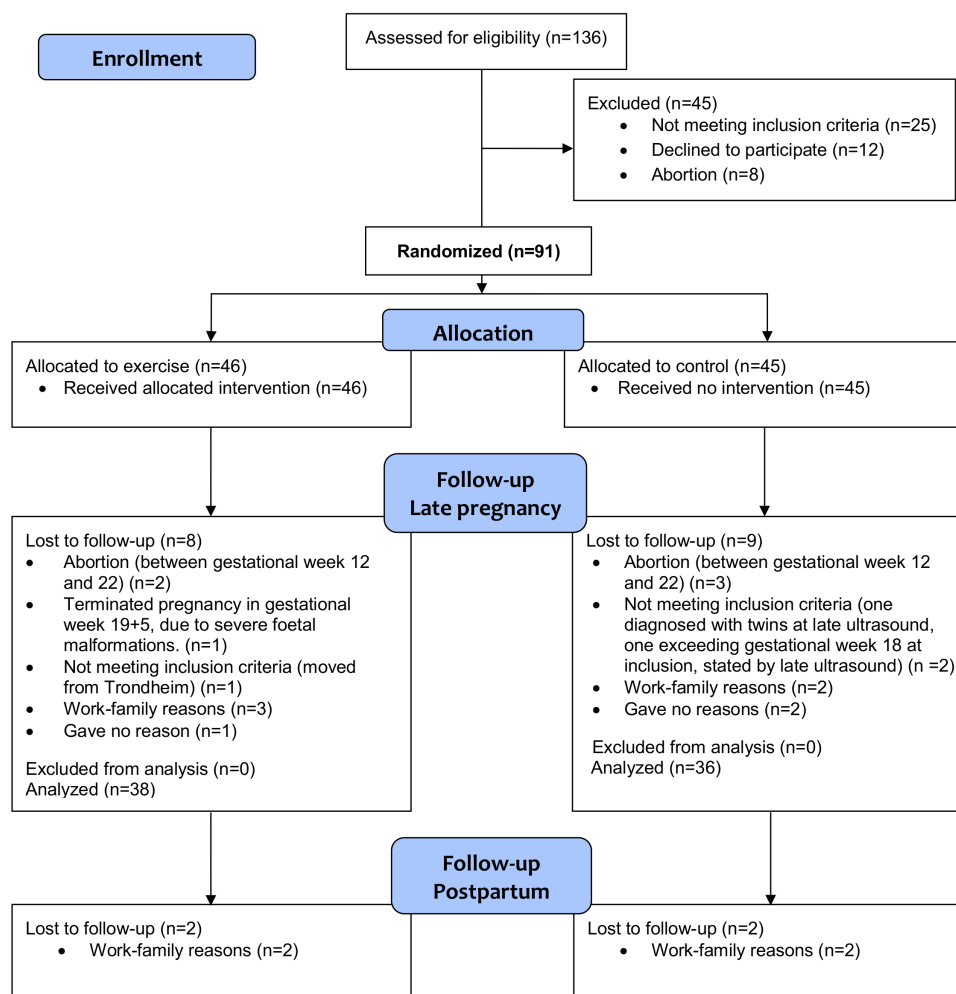 Enrollment
Assessed for eligibility (n=136)
Excluded (n=45)
• Not meeting inclusion criteria (n=25)
• Declined to participate (n=12)
• Abortion (n=8)
Randomized (n=91)
Allocation
Allocated to exercise (n=46)
• Received allocated intervention (n=46)
Allocated to control (n=45)
• Received no intervention (n=45)
Follow-up
Late pregnancy
Lost to follow-up (n=8)
• Abortion (between gestational week 12
and 22) (n=2)
• Terminated pregnancy in gestational
week 19+5, due to severe foetal
malformations. (n=1)
• Not meeting inclusion criteria (moved
from Trondheim) (n=1)
• Work-family reasons (n=3)
• Gave no reason (n=1)
Excluded from analysis (n=0)
Analyzed (n=38)
Lost to follow-up (n=9)
• Abortion (between gestational week 12
and 22) (n=3)
• Not meeting inclusion criteria (one
diagnosed with twins at late ultrasound,
one exceeding gestational week 18 at
inclusion, stated by late ultrasound) (n =2)
• Work-family reasons (n=2)
• Gave no reasons (n=2)
Excluded from analysis (n=0)
Analyzed (n=36)
Follow-up
Postpartum
Lost to follow-up (n=2)
• Work-family reasons (n=2)
Lost to follow-up (n=2)
• Work-family reasons (n=2)